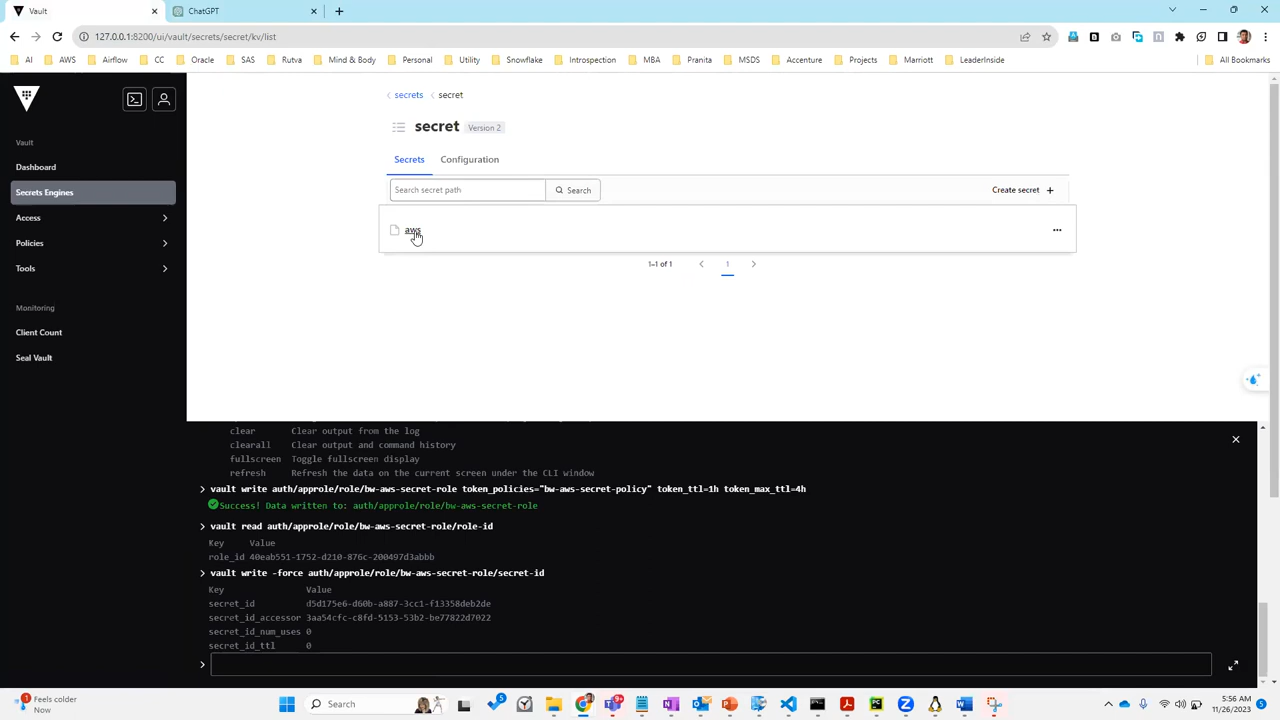 Vault
ChatGPT
127.0.0.1:8200/ui/vault/secrets/secret/kv/list
AI
AWS
Airflow
CC
Oracle
SAS
Rutva
Mind & Body
Personal
Utility
Snowflake
Introspection
MBA
Pranita
MSDS
Accenture
Projects
Marriott
LeaderInside
All Bookmarks
Vault
Dashboard
Secrets Engines
Access
Policies
Tools
Monitoring
Client Count
Seal Vault
secrets
secret
secret
Version 2
Secrets
Configuration
Search secret path
Search
Create secret
aws
1–1 of 1
1
clear Clear output from the log
clearall Clear output and command history
fullscreen Toggle fullscreen display
refresh Refresh the data on the current screen under the CLI window
> vault write auth/approle/role/bw-aws-secret-role token_policies="bw-aws-secret-policy" token_ttl=1h token_max_ttl=4h
Success! Data written to: auth/approle/role/bw-aws-secret-role
> vault read auth/approle/role/bw-aws-secret-role/role-id
Key Value
role_id 40eab551-1752-d210-876c-200497d3abbb
> vault write -force auth/approle/role/bw-aws-secret-role/secret-id
Key Value
secret_id d5d175e6-d60b-a887-3cc1-f13358deb2de
secret_id_accessor 3aa54cfc-c8fd-5153-53b2-be77822d7022
secret_id_num_uses 0
secret_id_ttl 0
>
1
Feels colder
Now
Search
5
9+
5:56 AM
11/26/2023